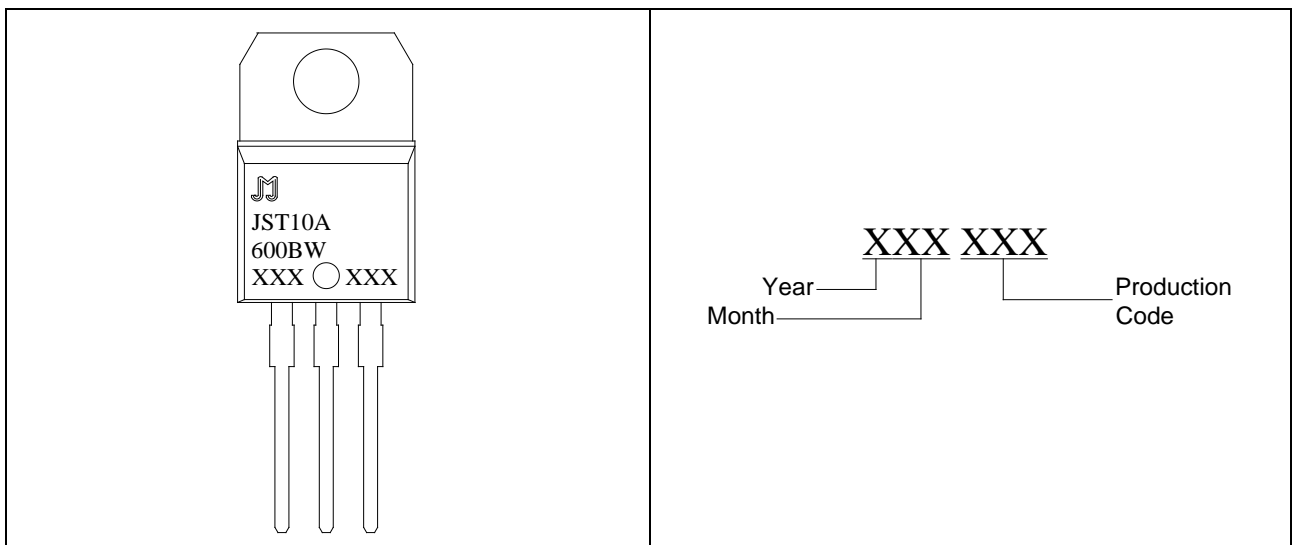 JST10A
600BW
XXX XXX
XXX XXX
Year
Month
Production
Code